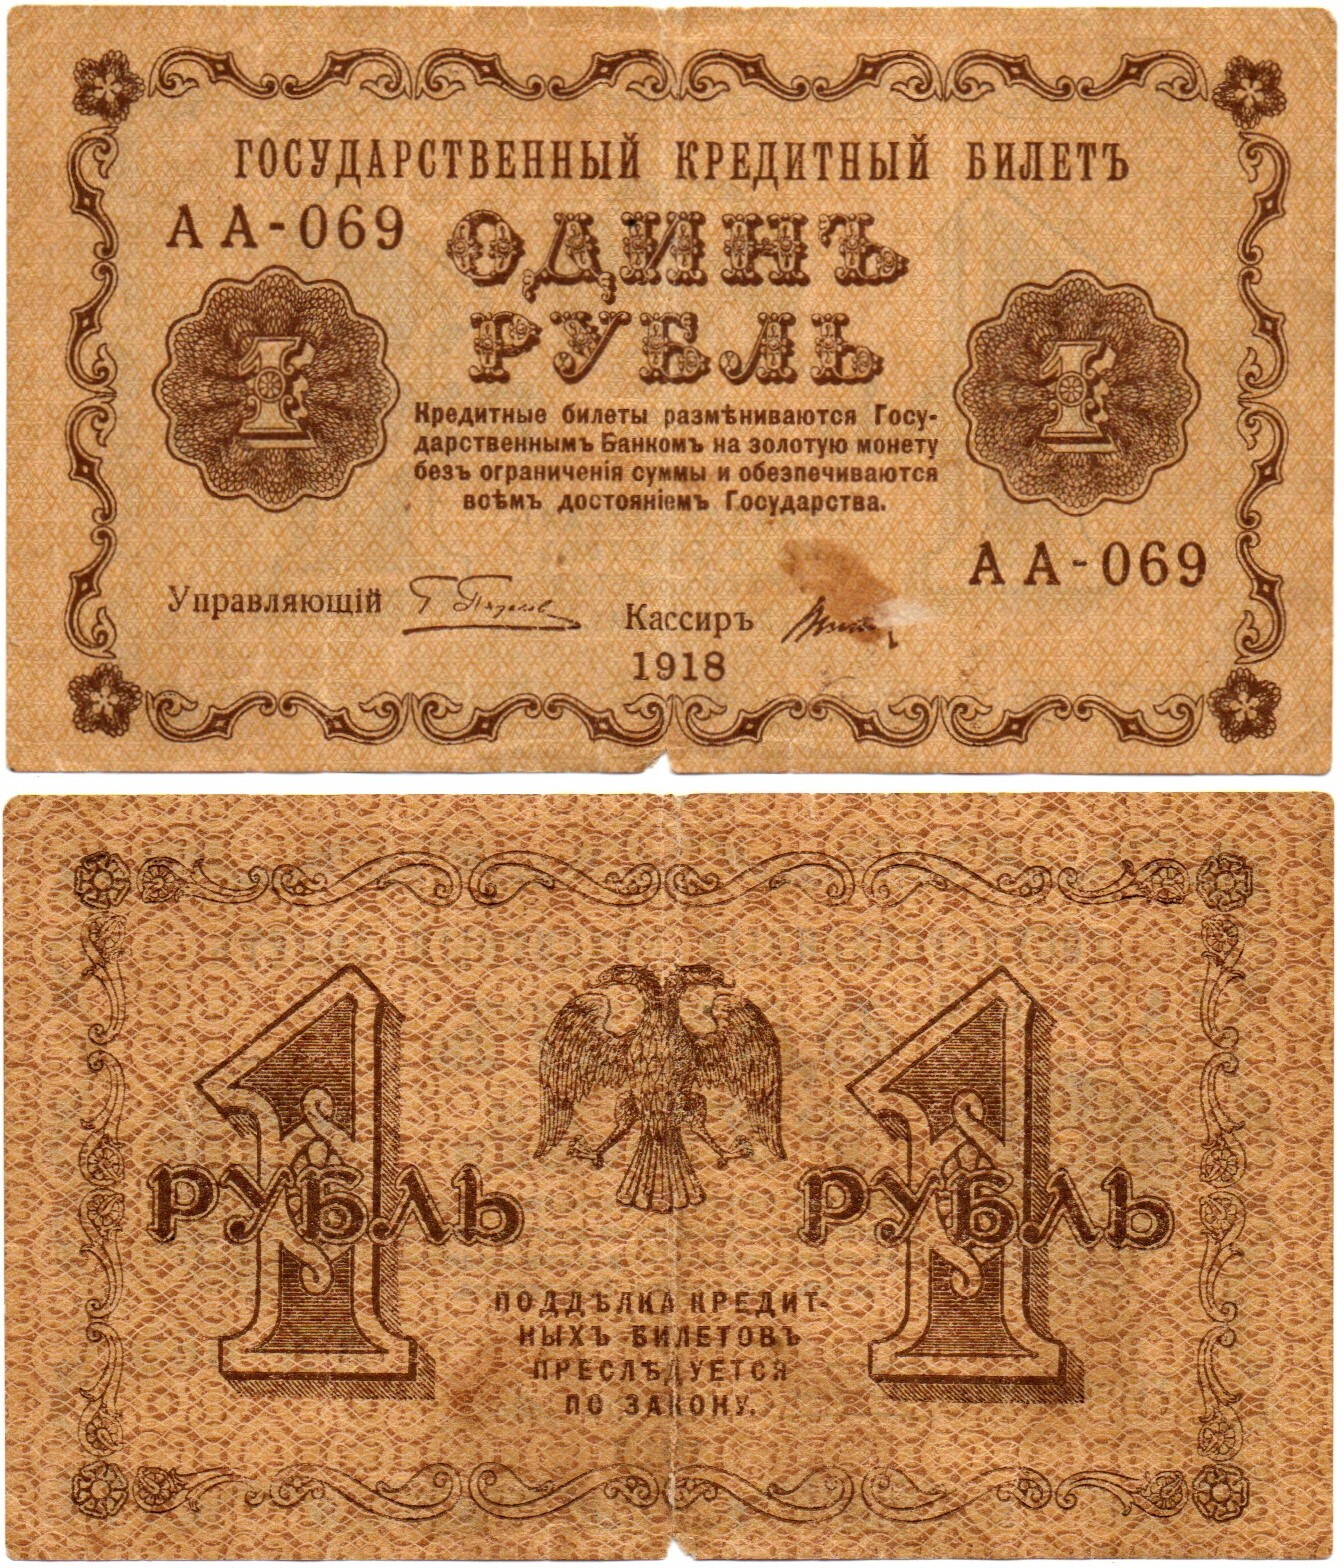 ГОСУДАРСТВЕННЫЙ КРЕДИТНЫЙ БИЛЕТЪ
АА-069
ОДИНЪ
РУБЛЬ
1
1
Кредитные билеты размѣниваются Госу-
дарственнымъ Банкомъ на золотую монету
безъ ограниченія суммы и обезпечиваются
всѣмъ достояніемъ Государства.
АА-069
Управляющій
Кассиръ
1918
1
РУБЛЬ
1
РУБЛЬ
ПОДДѢЛКА КРЕДИТ-
НЫХЪ БИЛЕТОВЪ
ПРЕСЛѢДУЕТСЯ
ПО ЗАКОНУ.